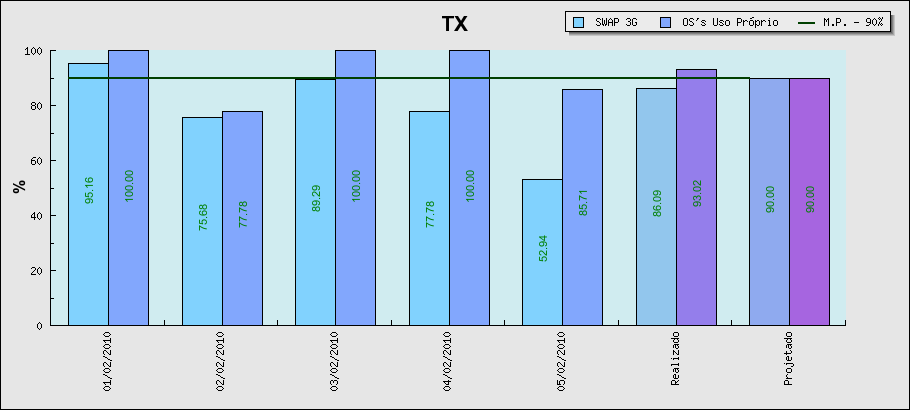 TX
SWAP 3G OS's Uso Próprio M.P. - 90%
%
100
80
60
40
20
0
95.16 100.00 75.68 77.78 89.29 100.00 77.78 100.00 52.94 85.71 86.09 93.02 90.00 90.00
01/02/2010 02/02/2010 03/02/2010 04/02/2010 05/02/2010 Realizado Projetado